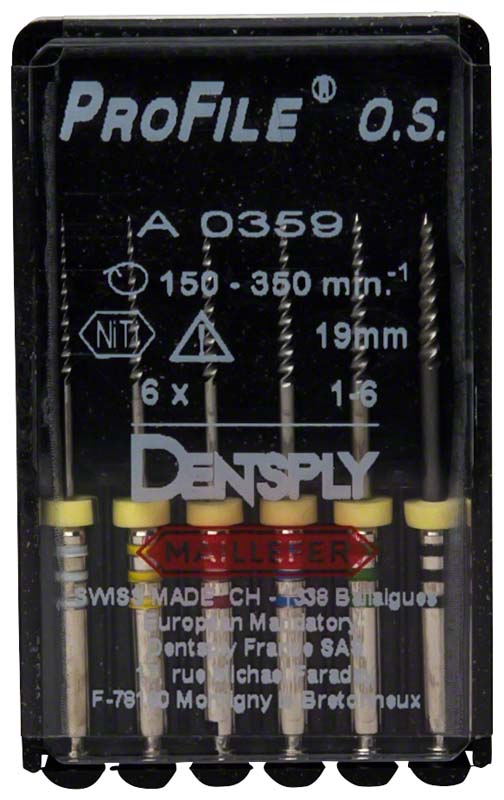 PROFILE® O.S.
A 0359
150 - 350 min.⁻¹
NiTi 19mm
6 x 1-6
DENTSPLY
MAILLEFER
SWISS MADE CH - 1338 Ballaigues
European Mandatory
Dentsply France SAS
rue Michael Faraday
F-78180 Montigny Bretonneux